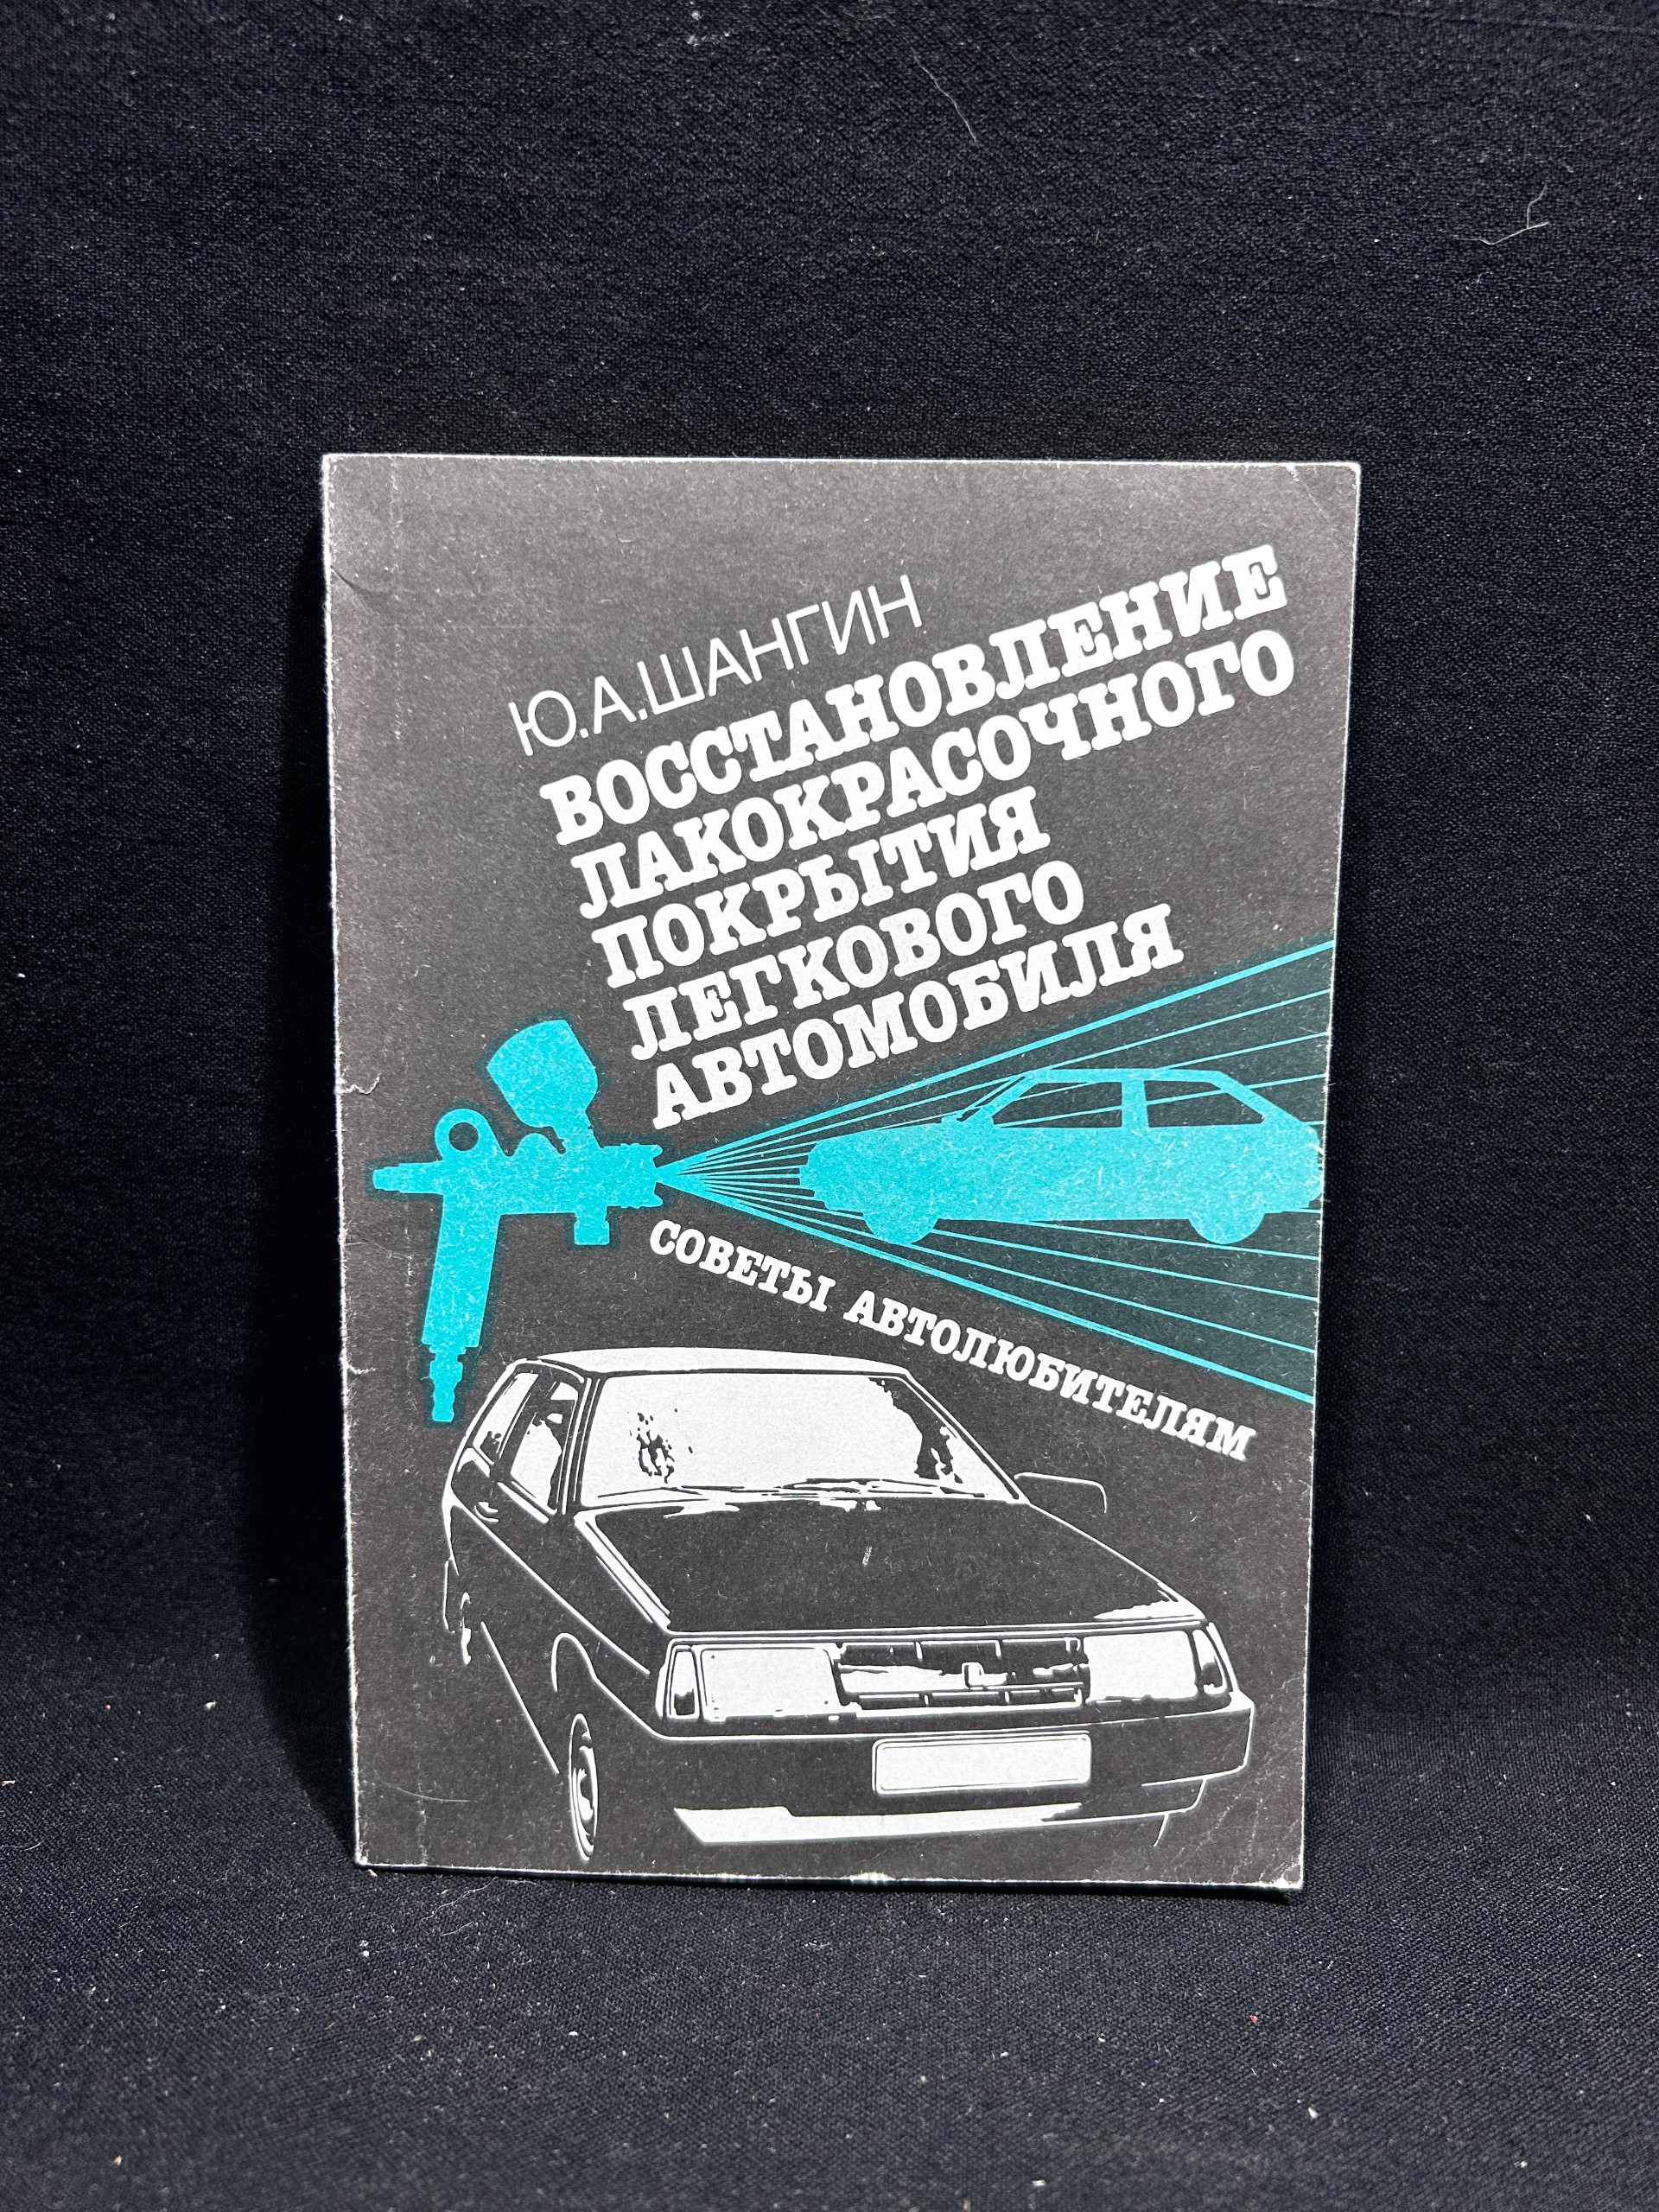 Ю.А.ШАНГИН
ВОССТАНОВЛЕНИЕ
ЛАКОКРАСОЧНОГО
ПОКРЫТИЯ
ЛЕГКОВОГО
АВТОМОБИЛЯ
СОВЕТЫ АВТОЛЮБИТЕЛЯМ